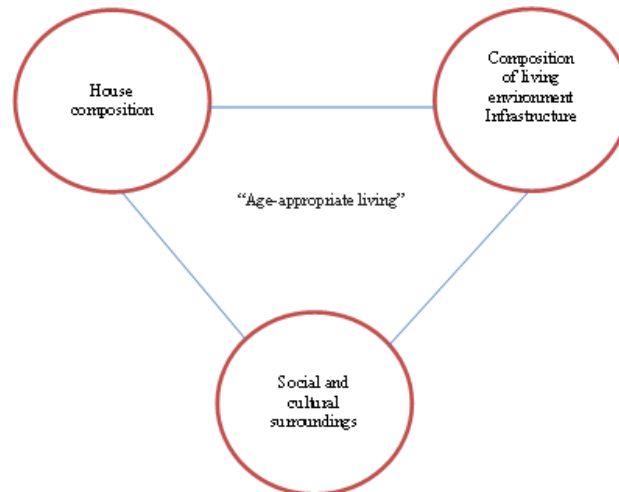 House
composition
Composition
of living
environment
Infrastructure
“Age-appropriate living”
Social and
cultural
surroundings